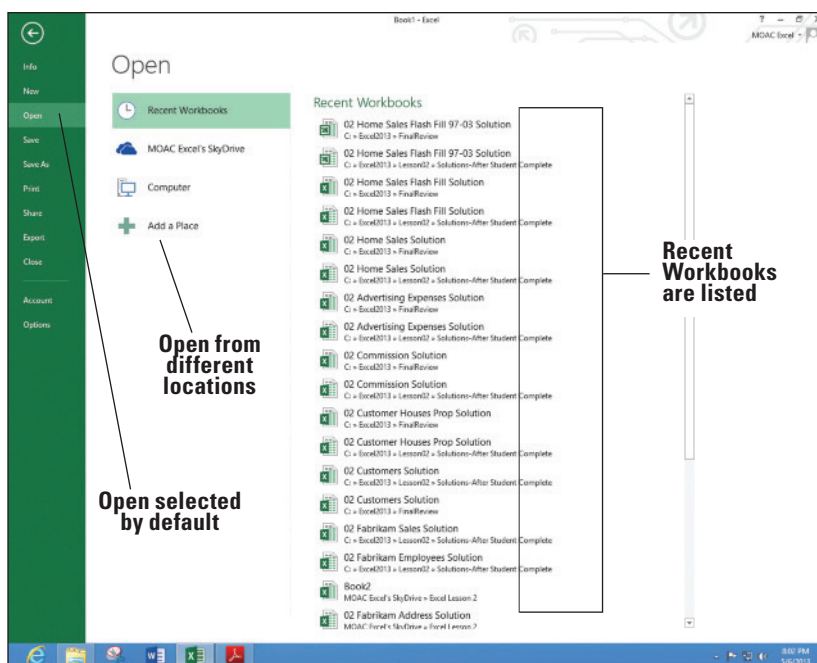 Book1 - Excel
? –
MOAC Excel
Info
New
Open
Save
Save As
Print
Share
Export
Close
Account
Options
Open
Recent Workbooks
MOAC Excel's SkyDrive
Computer
Add a Place
Recent Workbooks
02 Home Sales Flash Fill 97-03 Solution
C: » Excel2013 » FinalReview
02 Home Sales Flash Fill 97-03 Solution
C: » Excel2013 » Lesson02 » Solutions-After Student Complete
02 Home Sales Flash Fill Solution
C: » Excel2013 » FinalReview
02 Home Sales Flash Fill Solution
C: » Excel2013 » Lesson02 » Solutions-After Student Complete
02 Home Sales Solution
C: » Excel2013 » FinalReview
02 Home Sales Solution
C: » Excel2013 » Lesson02 » Solutions-After Student Complete
02 Advertising Expenses Solution
C: » Excel2013 » FinalReview
02 Advertising Expenses Solution
C: » Excel2013 » Lesson02 » Solutions-After Student Complete
02 Commission Solution
C: » Excel2013 » FinalReview
02 Commission Solution
C: » Excel2013 » Lesson02 » Solutions-After Student Complete
02 Customer Houses Prop Solution
C: » Excel2013 » FinalReview
02 Customer Houses Prop Solution
C: » Excel2013 » Lesson02 » Solutions-After Student Complete
02 Customers Solution
C: » Excel2013 » Lesson02 » Solutions-After Student Complete
02 Customers Solution
C: » Excel2013 » FinalReview
02 Fabrikam Sales Solution
C: » Excel2013 » Lesson02 » Solutions-After Student Complete
02 Fabrikam Employees Solution
C: » Excel2013 » Lesson02 » Solutions-After Student Complete
Book2
MOAC Excel's SkyDrive » Excel Lesson 2
02 Fabrikam Address Solution
MOAC Excel's SkyDrive » Excel Lesson 2
Open from
different
locations
Open selected
by default
Recent
Workbooks
are listed
8:02 PM
5/6/2013